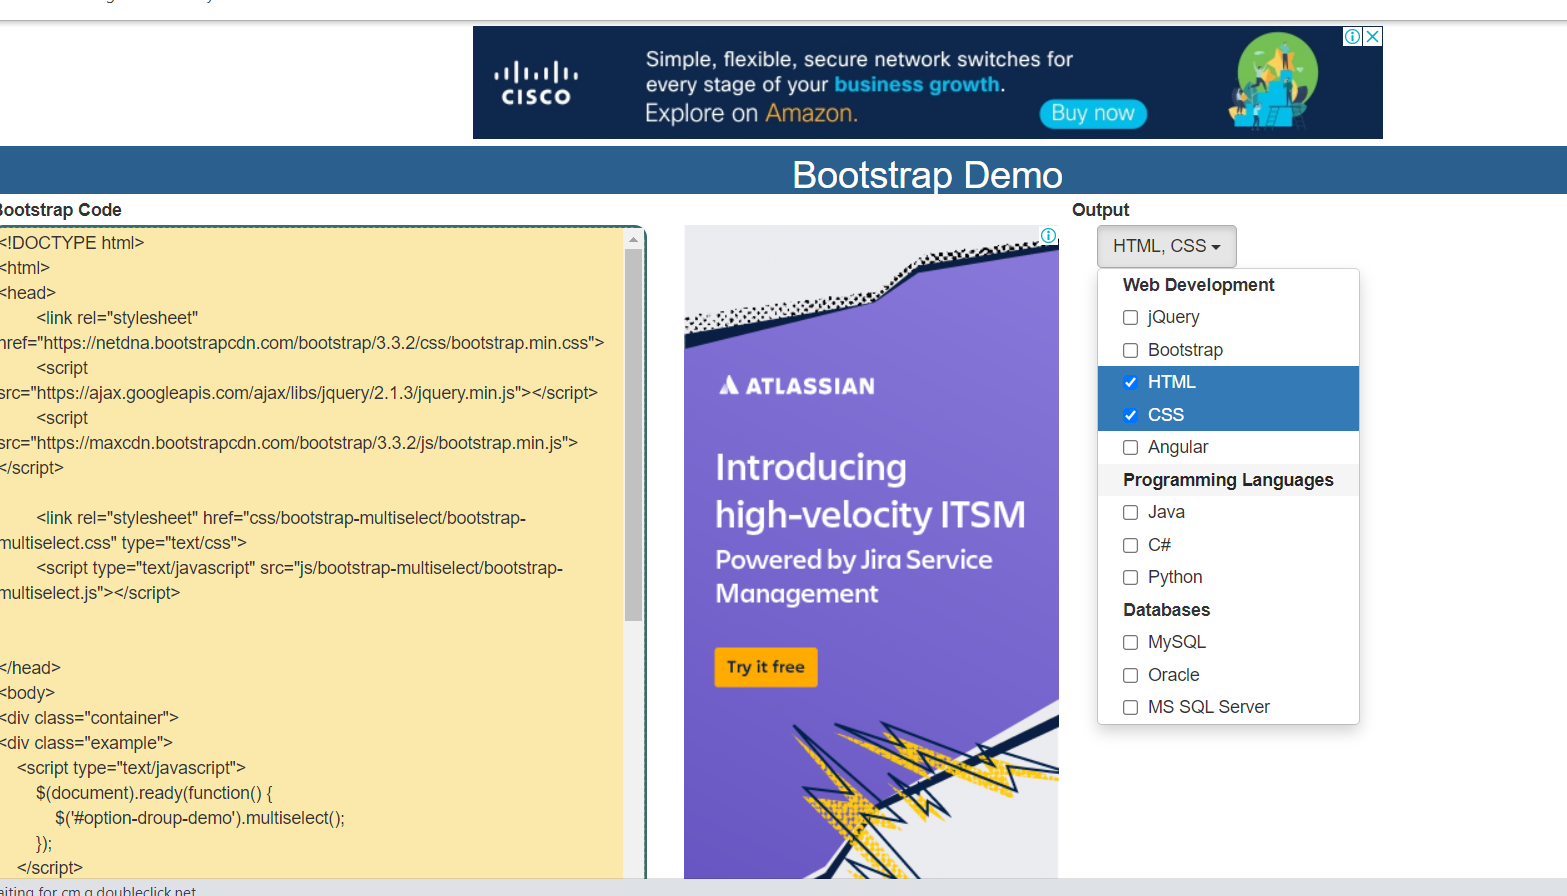 CISCO
Simple, flexible, secure network switches for
every stage of your business growth.
Explore on Amazon.
Buy now
Bootstrap Demo
Bootstrap Code
<!DOCTYPE html>
<html>
<head>
<link rel="stylesheet"
href="https://netdna.bootstrapcdn.com/bootstrap/3.3.2/css/bootstrap.min.css">
<script
src="https://ajax.googleapis.com/ajax/libs/jquery/2.1.3/jquery.min.js"></script>
<script
src="https://maxcdn.bootstrapcdn.com/bootstrap/3.3.2/js/bootstrap.min.js">
</script>
<link rel="stylesheet" href="css/bootstrap-multiselect/bootstrap-
multiselect.css" type="text/css">
<script type="text/javascript" src="js/bootstrap-multiselect/bootstrap-
multiselect.js"></script>
</head>
<body>
<div class="container">
<div class="example">
<script type="text/javascript">
$(document).ready(function() {
$('#option-droup-demo').multiselect();
});
</script>
ATLASSIAN
Introducing
high-velocity ITSM
Powered by Jira Service
Management
Try it free
Output
HTML, CSS
Web Development
jQuery
Bootstrap
HTML
CSS
Angular
Programming Languages
Java
C#
Python
Databases
MySQL
Oracle
MS SQL Server
for cm.g.doubleclick.net